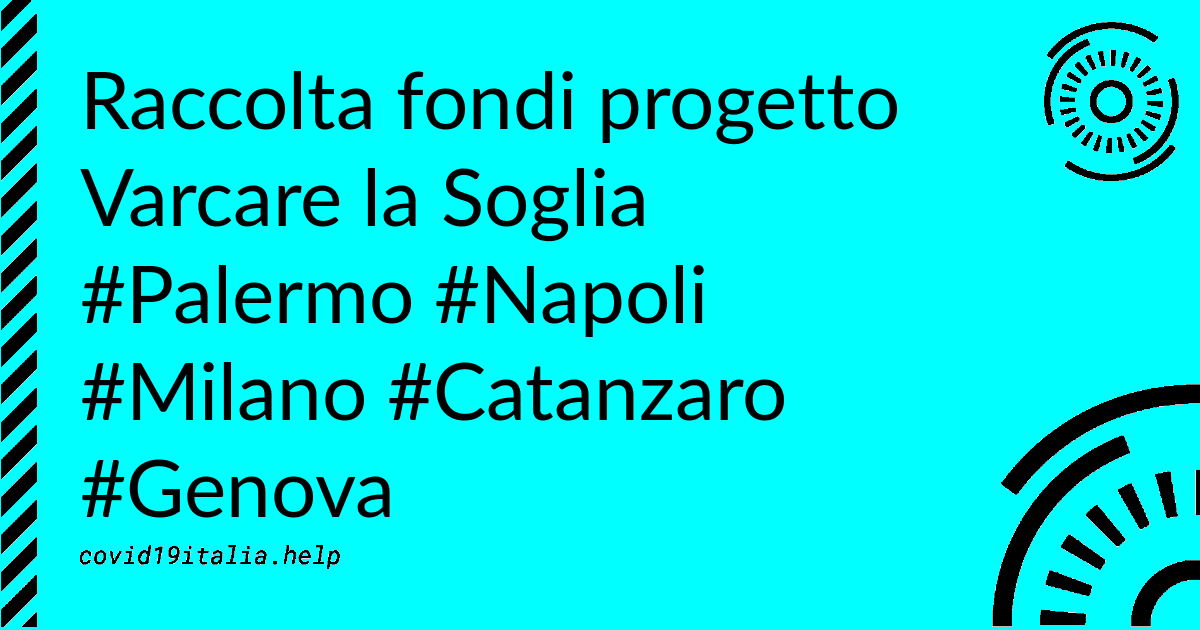 Raccolta fondi progetto
Varcare la Soglia
#Palermo #Napoli
#Milano #Catanzaro
#Genova
covid19italia.help